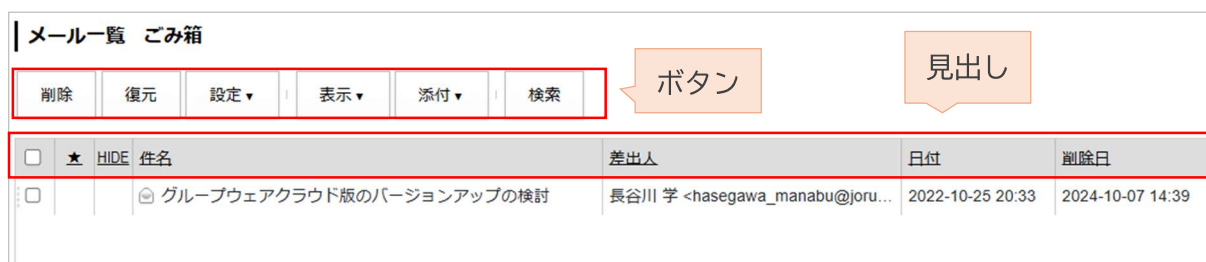 メール一覧 ごみ箱
削除 復元 設定▼ 表示▼ 添付▼ 検索
ボタン
見出し
★ HIDE 件名 差出人 日付 削除日
グループウェアクラウド版のバージョンアップの検討 長谷川 学 <hasegawa_manabu@joru... 2022-10-25 20:33 2024-10-07 14:39